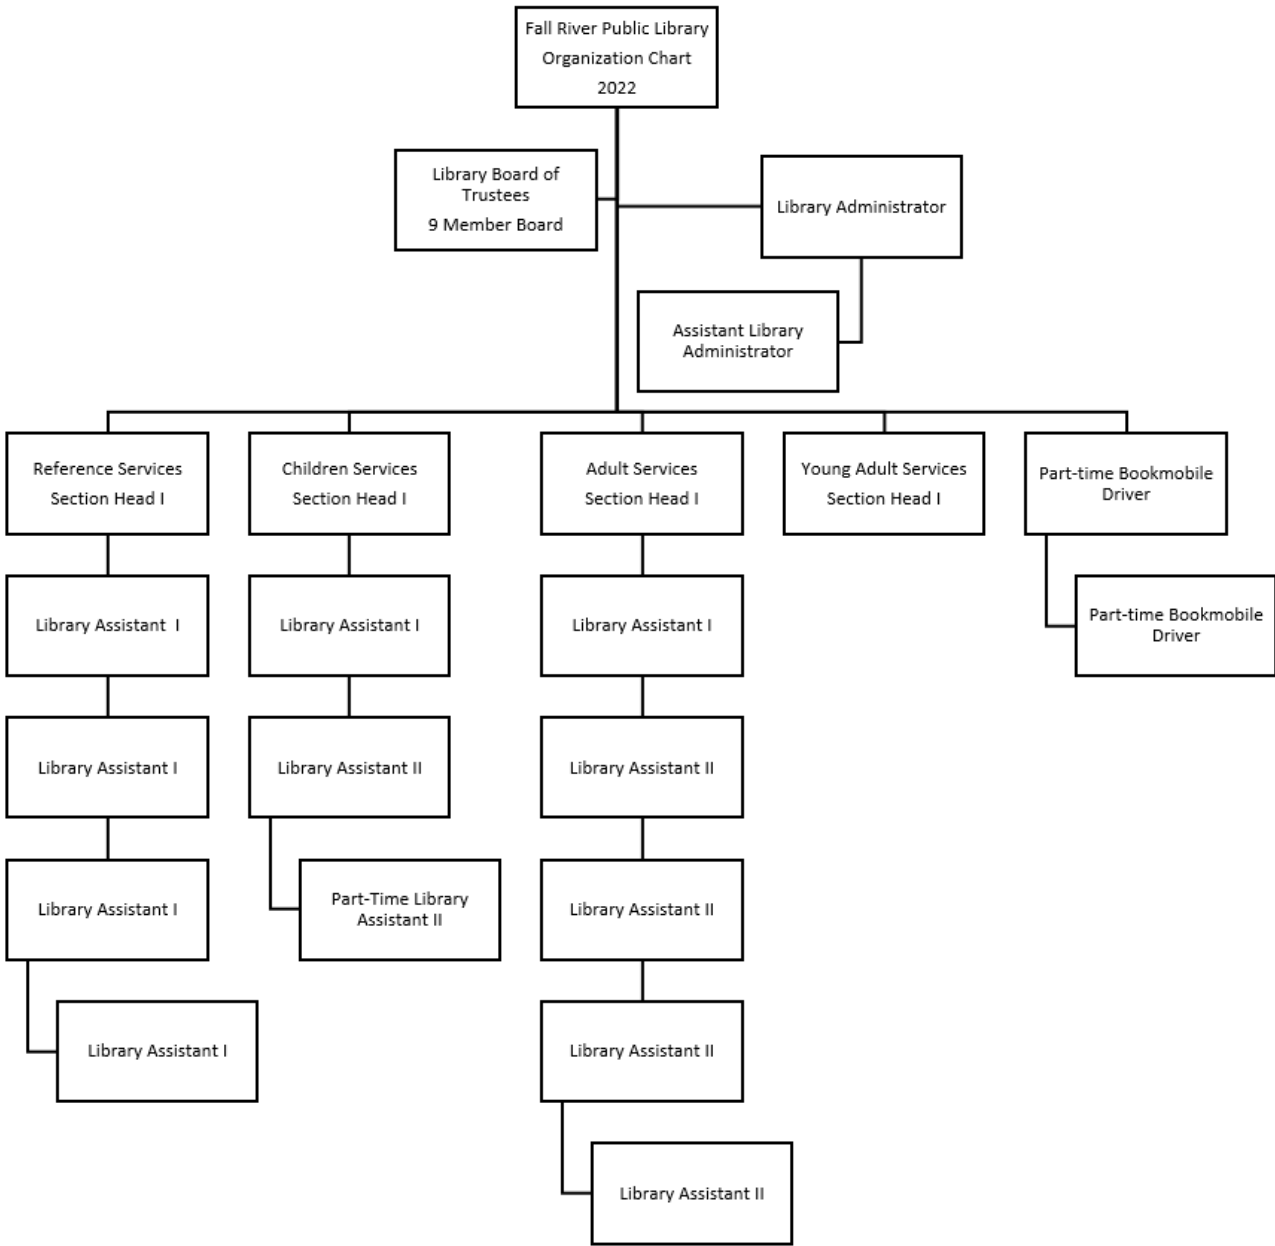 Fall River Public Library
Organization Chart
2022
Library Board of
Trustees
9 Member Board
Library Administrator
Assistant Library
Administrator
Reference Services
Section Head I
Children Services
Section Head I
Adult Services
Section Head I
Young Adult Services
Section Head I
Part-time Bookmobile
Driver
Library Assistant  I
Library Assistant I
Library Assistant I
Part-time Bookmobile
Driver
Library Assistant I
Library Assistant II
Library Assistant II
Library Assistant I
Part-Time Library
Assistant II
Library Assistant II
Library Assistant I
Library Assistant II
Library Assistant II